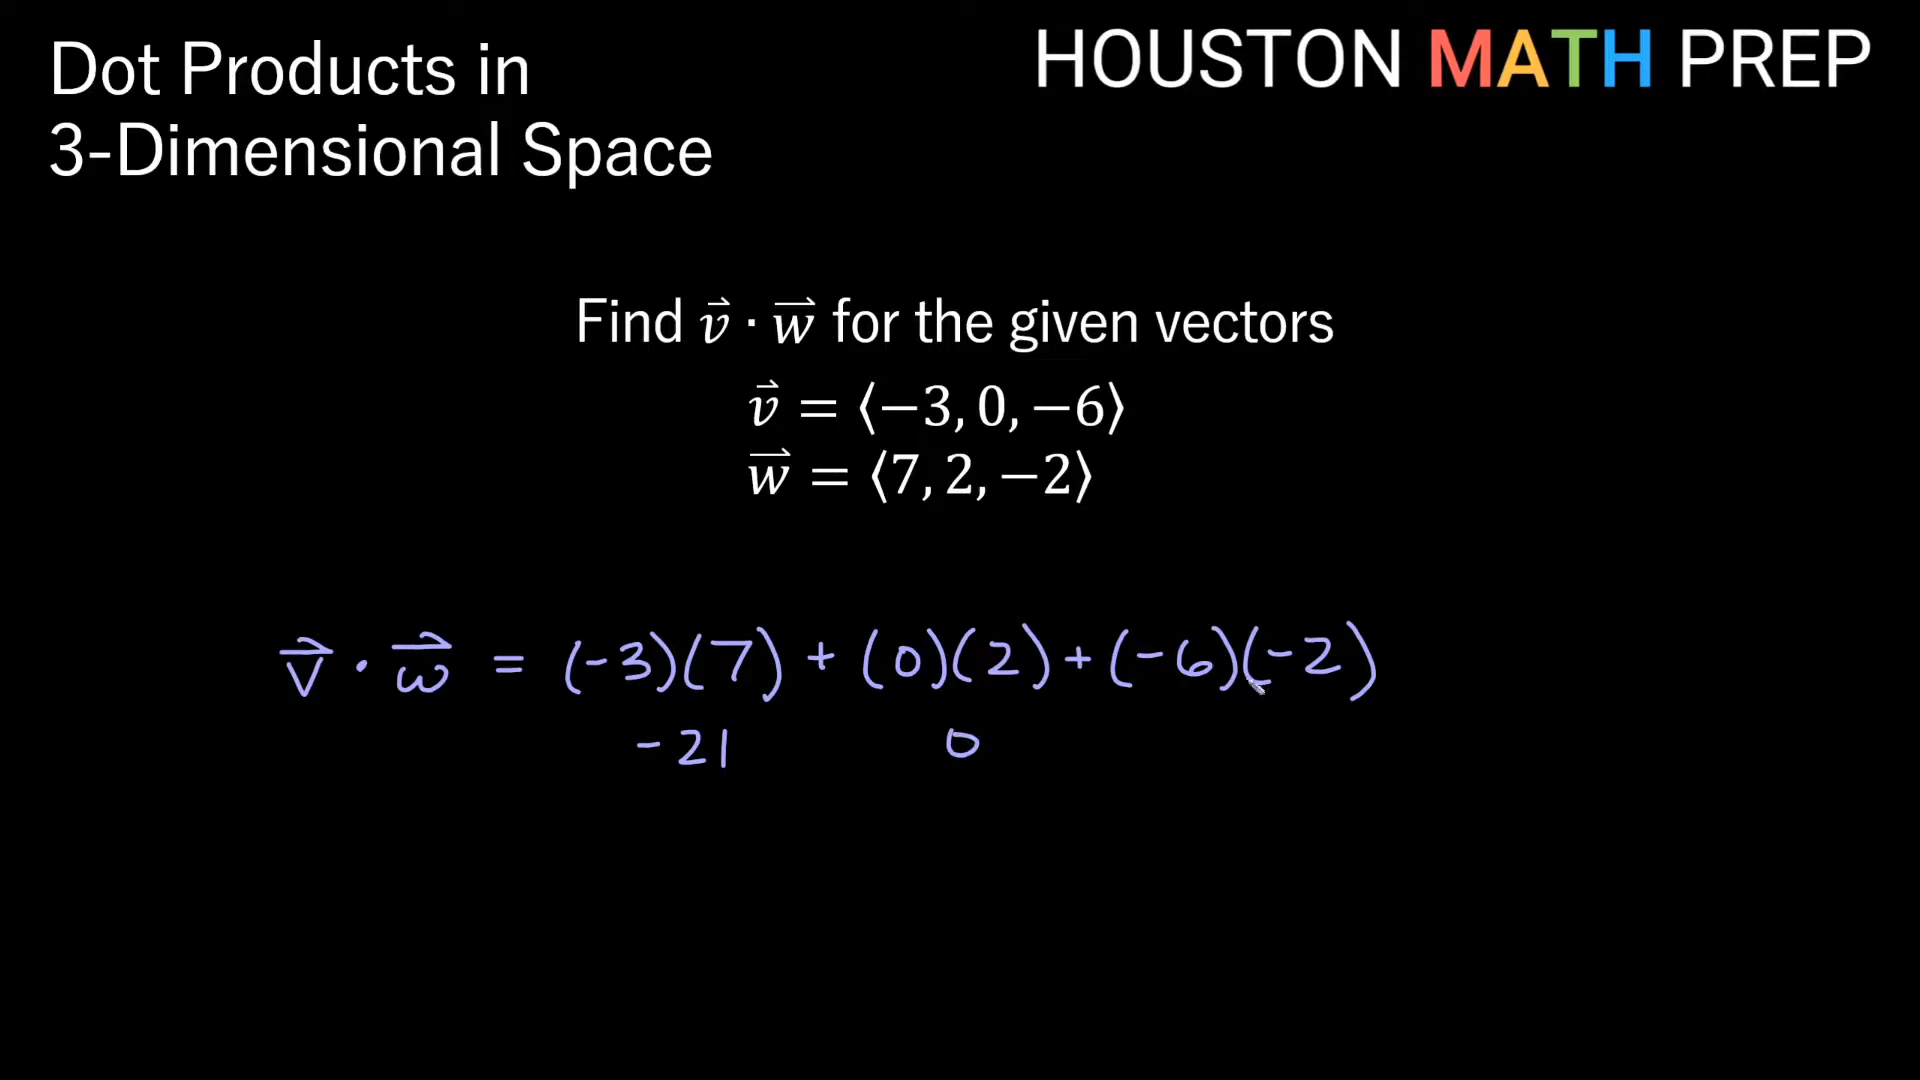 Dot Products in
3-Dimensional Space
HOUSTON MATH PREP
Find v⃗ · w⃗ for the given vectors
v⃗ = ⟨−3, 0, −6⟩
w⃗ = ⟨7, 2, −2⟩
v⃗ · w⃗ = (-3)(7) + (0)(2) + (-6)(-2)
-21 0